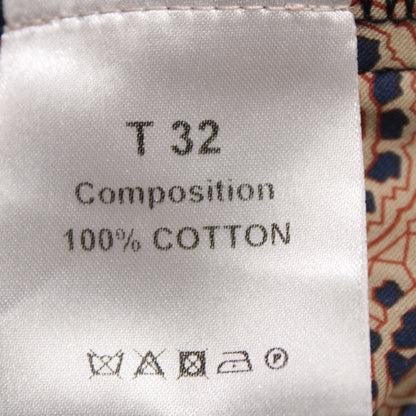 T 32
Composition
100% COTTON
P